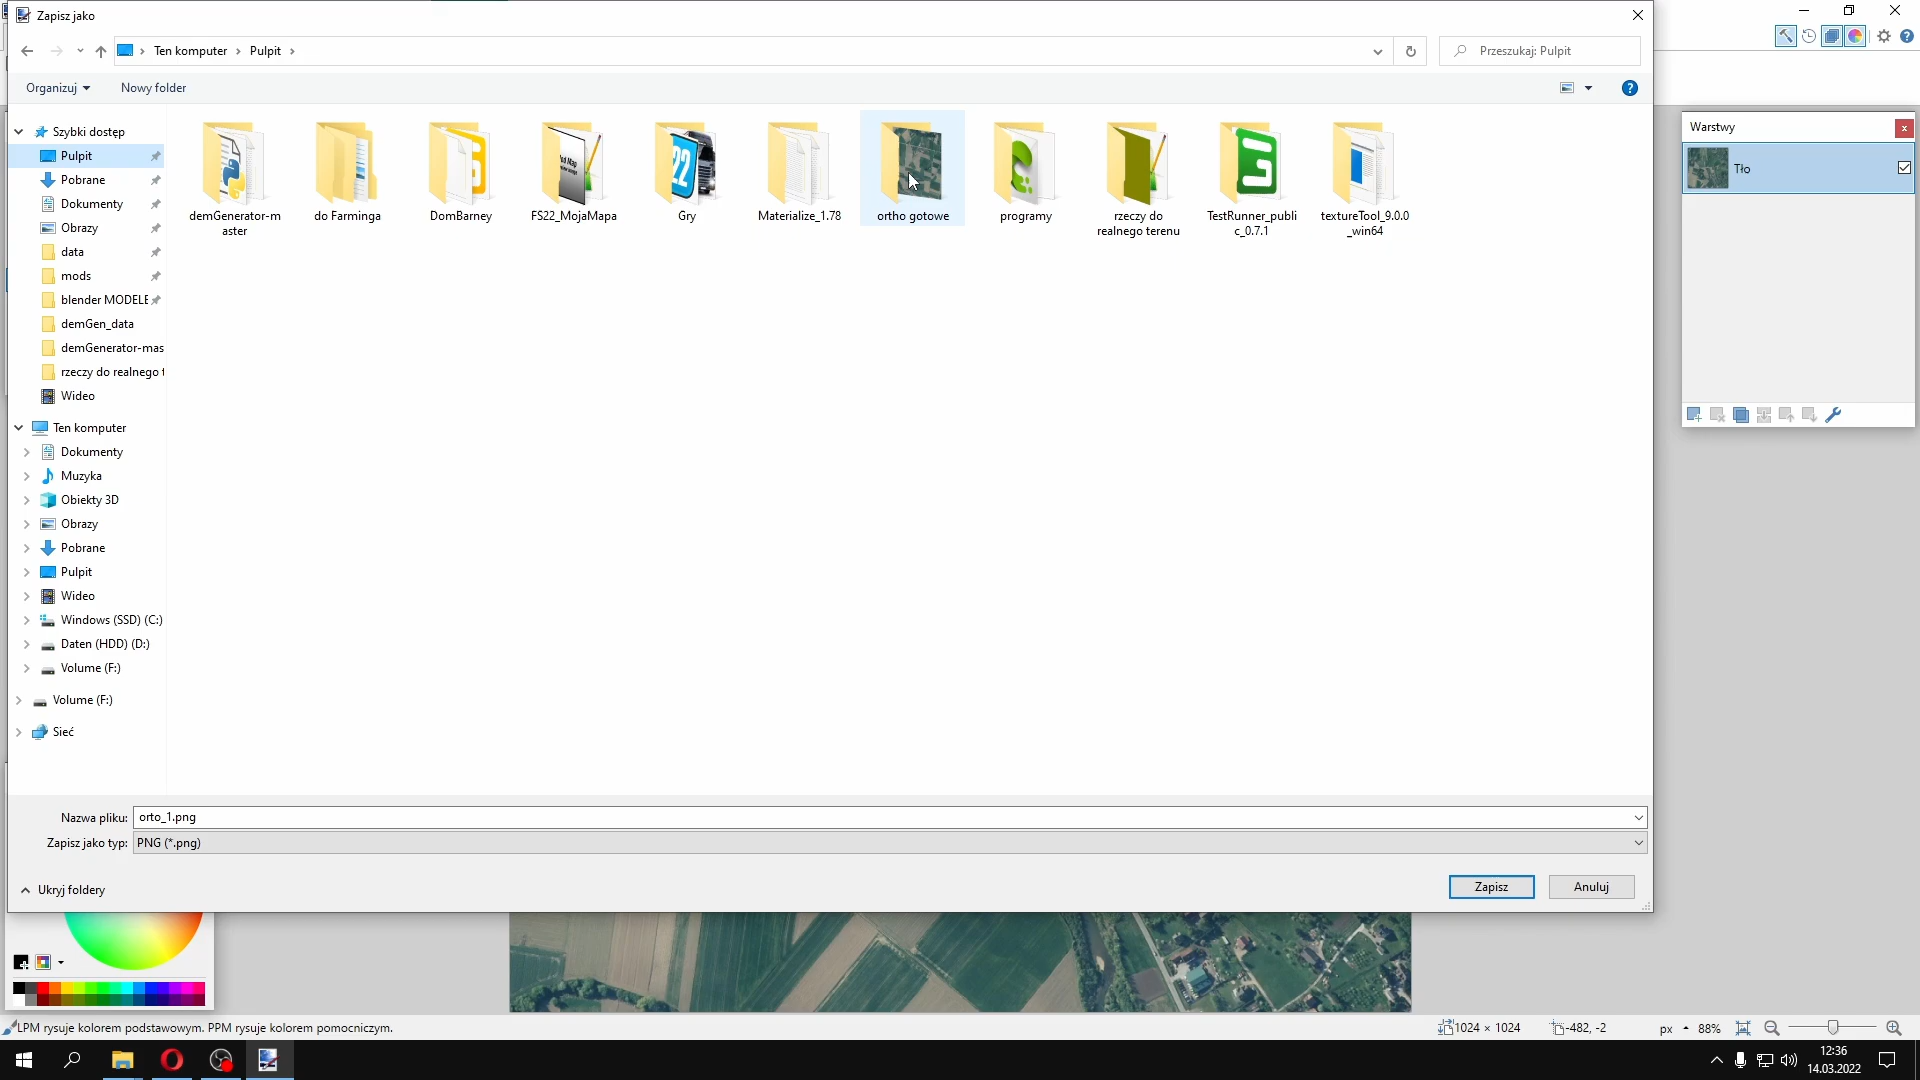 Zapisz jako
Ten komputer
Pulpit
Przeszukaj: Pulpit
Organizuj
Nowy folder
Szybki dostęp
Pulpit
Pobrane
Dokumenty
Obrazy
data
mods
blender MODELE
demGen_data
demGenerator-mas
rzeczy do realnego t
Wideo
Ten komputer
Dokumenty
Muzyka
Obiekty 3D
Obrazy
Pobrane
Pulpit
Wideo
Windows (SSD) (C:)
Daten (HDD) (D:)
Volume (F:)
Volume (F:)
Sieć
demGenerator-m
aster
do Farminga
DomBarney
FS22_MojaMapa
Gry
Materialize_1.78
ortho gotowe
programy
rzeczy do
realnego terenu
TestRunner_publi
c_0.7.1
textureTool_9.0.0
_win64
Nazwa pliku:
orto_1.png
Zapisz jako typ:
PNG (*.png)
Ukryj foldery
Zapisz
Anuluj
Warstwy
Tło
LPM rysuje kolorem podstawowym. PPM rysuje kolorem pomocniczym.
1024 × 1024
-482, -2
px
88%
12:36
14.03.2022